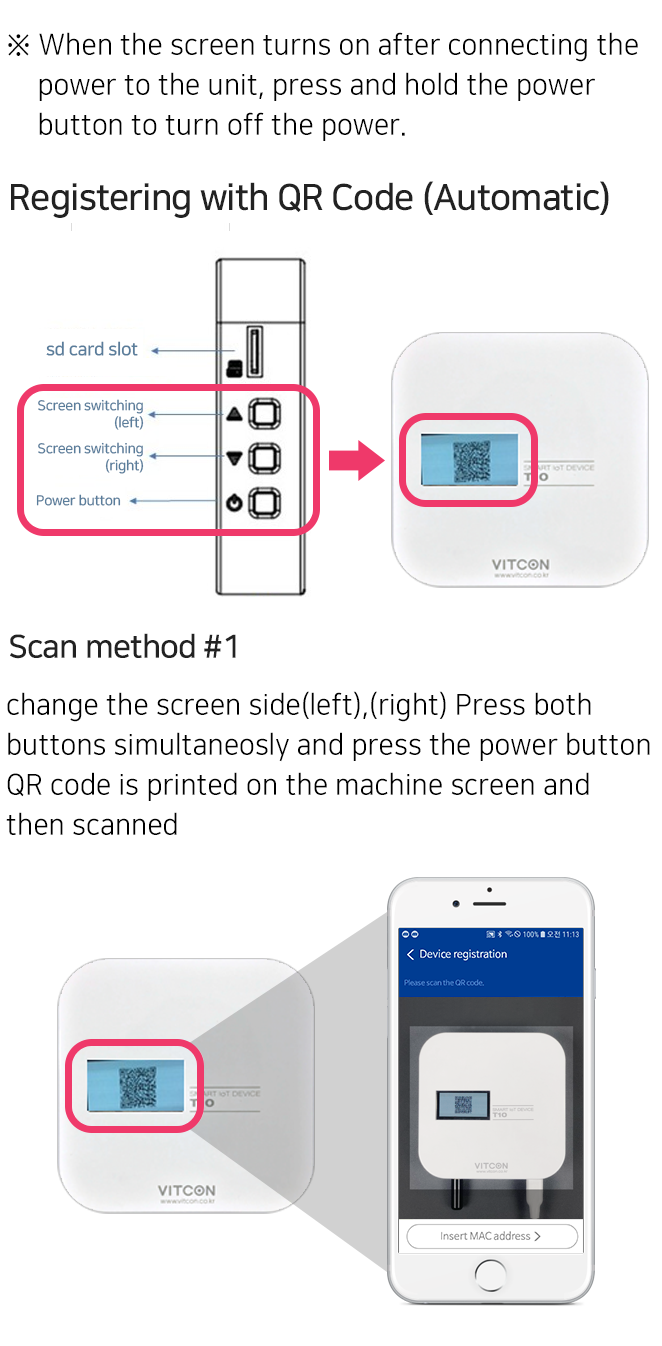 ※ When the screen turns on after connecting the
power to the unit, press and hold the power
button to turn off the power.
Registering with QR Code (Automatic)
sd card slot
Screen switching
(left)
Screen switching
(right)
Power button
SMART IoT DEVICE
T10
VITCON
www.vitcon.co.kr
Scan method #1
change the screen side(left),(right) Press both
buttons simultaneosly and press the power button
QR code is printed on the machine screen and
then scanned
SMART IoT DEVICE
T10
VITCON
www.vitcon.co.kr
100% 오전 11:13
Device registration
Please scan the QR code.
SMART IoT DEVICE
T10
VITCON
Insert MAC address >